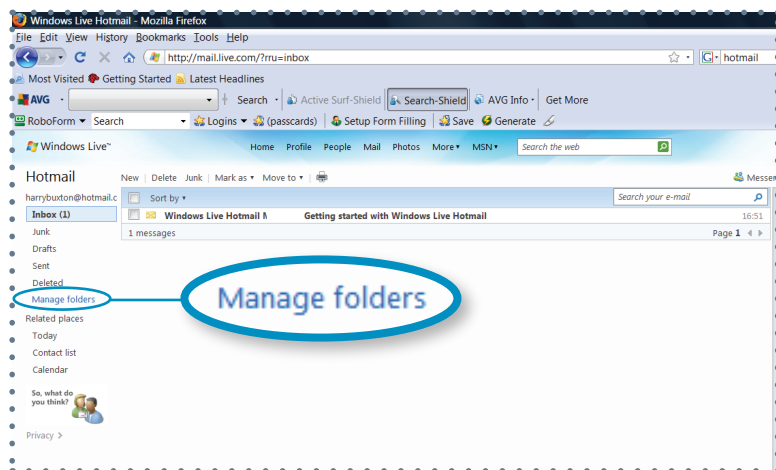 Windows Live Hotmail - Mozilla Firefox
File Edit View History Bookmarks Tools Help
http://mail.live.com/?rru=inbox hotmail
Most Visited Getting Started Latest Headlines
AVG Search Active Surf-Shield Search-Shield AVG Info Get More
RoboForm Search Logins (passcards) Setup Form Filling Save Generate
Windows Live™ Home Profile People Mail Photos More MSN Search the web
Hotmail New | Delete Junk | Mark as Move to Messen
harrybuxton@hotmail.c Sort by Search your e-mail
Inbox (1) Windows Live Hotmail Getting started with Windows Live Hotmail 16:51
Junk 1 messages Page 1
Drafts
Sent
Deleted
Manage folders Manage folders
Related places
Today
Contact list
Calendar
So, what do
you think?
Privacy >